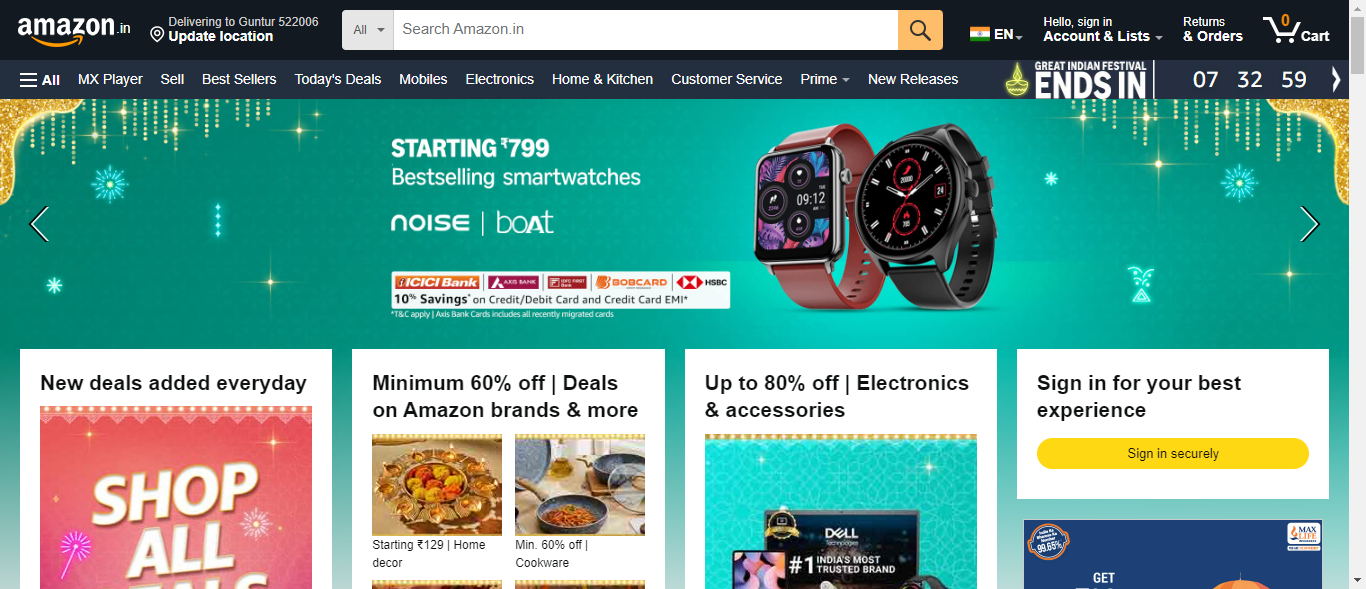 amazon.in
Delivering to Guntur 522006
Update location
All
Search Amazon.in
EN
Hello, sign in
Account & Lists
Returns
& Orders
0
Cart
All
MX Player
Sell
Best Sellers
Today's Deals
Mobiles
Electronics
Home & Kitchen
Customer Service
Prime
New Releases
GREAT INDIAN FESTIVAL
ENDS IN
07 32 59
STARTING ₹799
Bestselling smartwatches
noise | boAt
ICICI Bank | AXIS BANK | IDFC FIRST Bank | BOBCARD | HSBC
10% Savings* on Credit/Debit Card and Credit Card EMI*
*T&C apply | Axis Bank Cards includes all recently migrated cards
09:12
24
New deals added everyday
SHOP
ALL
DEALS
Minimum 60% off | Deals
on Amazon brands & more
Starting ₹129 | Home
decor
Min. 60% off |
Cookware
Up to 80% off | Electronics
& accessories
DELL
Technologies
#1 INDIA'S MOST
TRUSTED BRAND
Sign in for your best
experience
Sign in securely
99.65%
MAX
LIFE
INSURANCE
GET